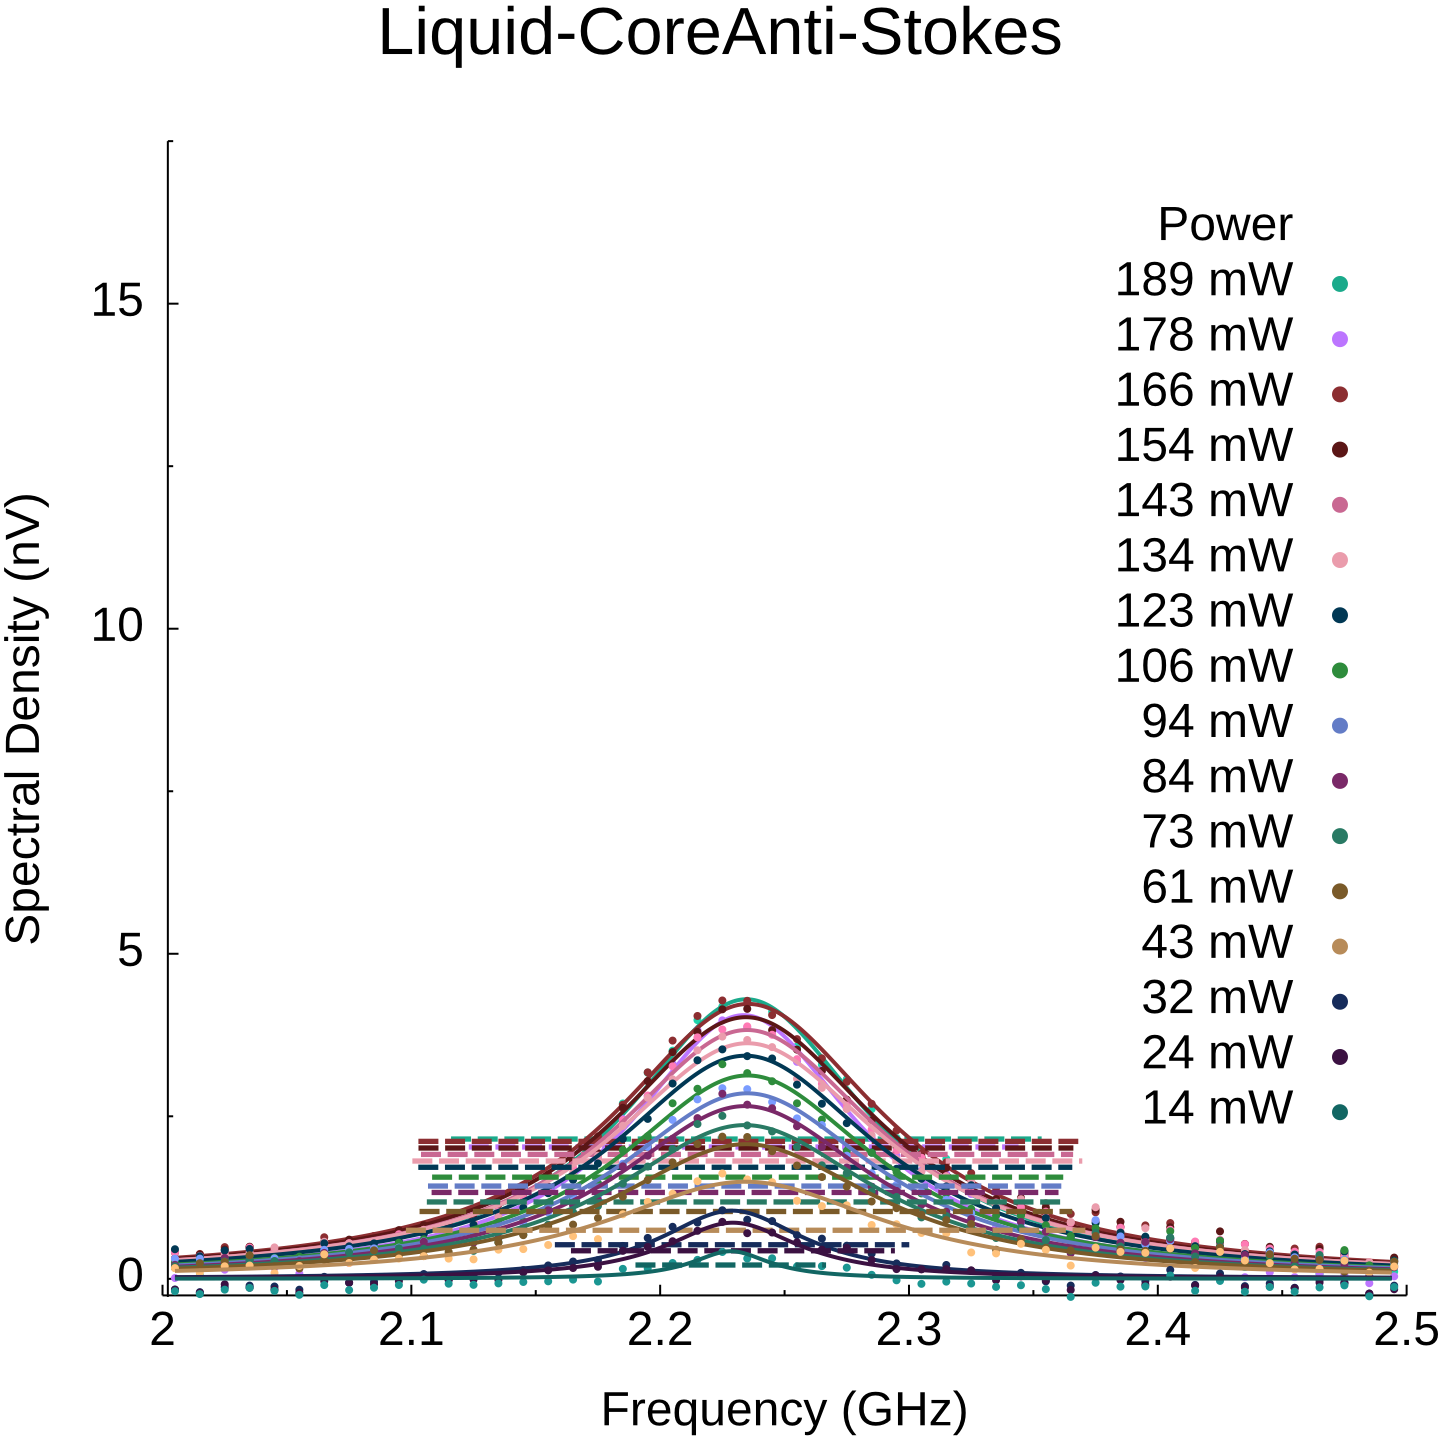 Liquid-CoreAnti-Stokes
Spectral Density (nV)
15
10
5
0
Power
189 mW
178 mW
166 mW
154 mW
143 mW
134 mW
123 mW
106 mW
94 mW
84 mW
73 mW
61 mW
43 mW
32 mW
24 mW
14 mW
2 2.1 2.2 2.3 2.4 2.5
Frequency (GHz)